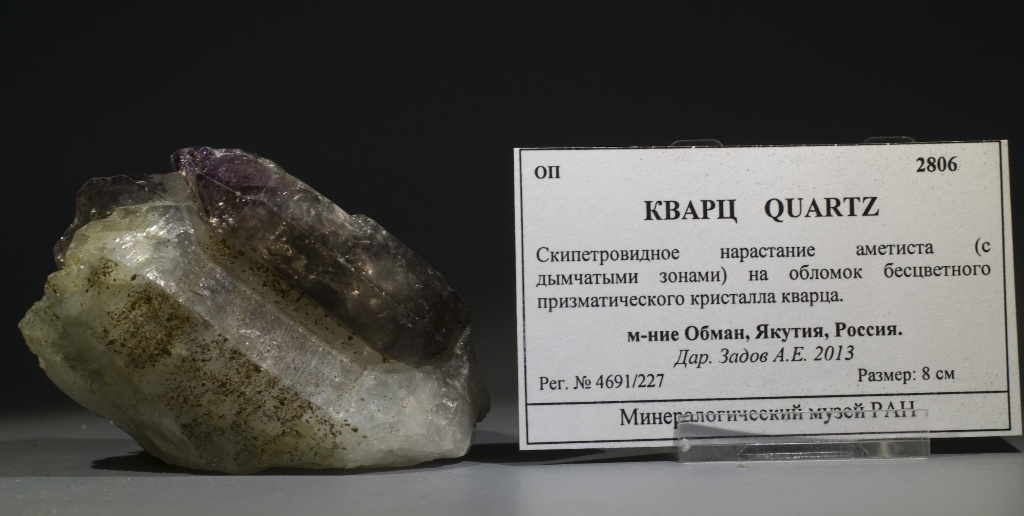 ОП 2806
КВАРЦ QUARTZ
Скипетровидное нарастание аметиста (с
дымчатыми зонами) на обломок бесцветного
призматического кристалла кварца.
м-ние Обман, Якутия, Россия.
Дар. Задов А.Е. 2013
Рег. № 4691/227 Размер: 8 см
Минералогический музей РАН